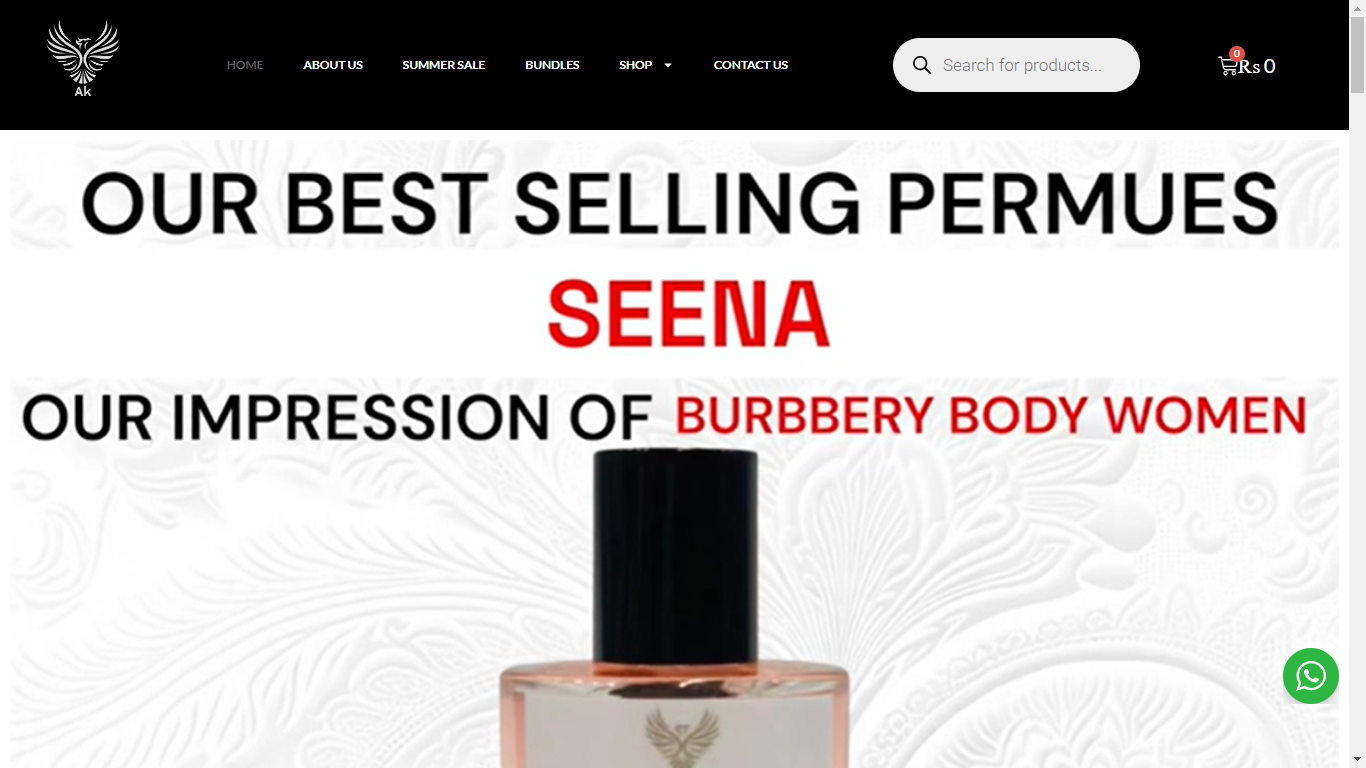 Ak
HOME
ABOUT US
SUMMER SALE
BUNDLES
SHOP
CONTACT US
Search for products...
0
₨ 0
OUR BEST SELLING PERMUES
SEENA
OUR IMPRESSION OF BURBBERY BODY WOMEN